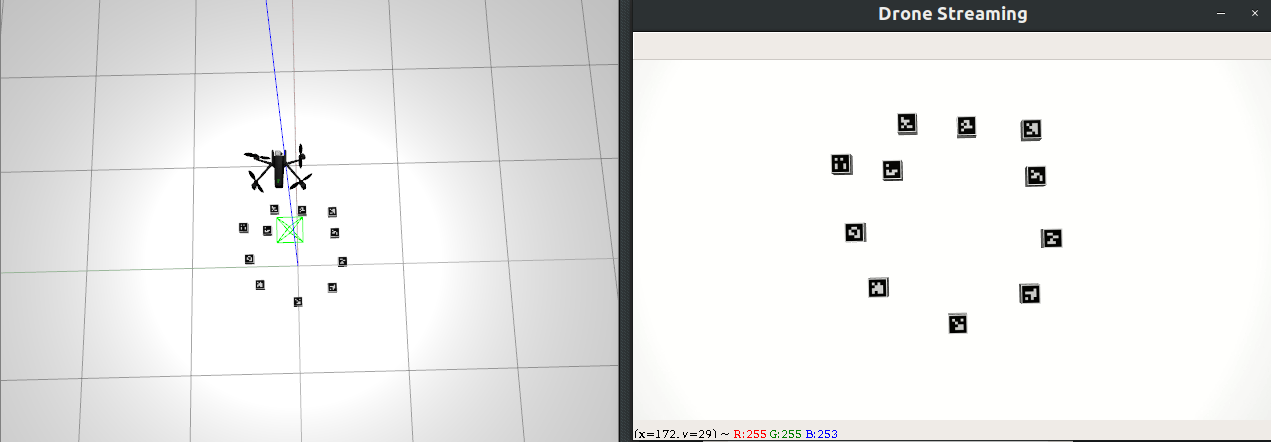 Drone Streaming
(x=172, y=29) ~ R:255 G:255 B:253